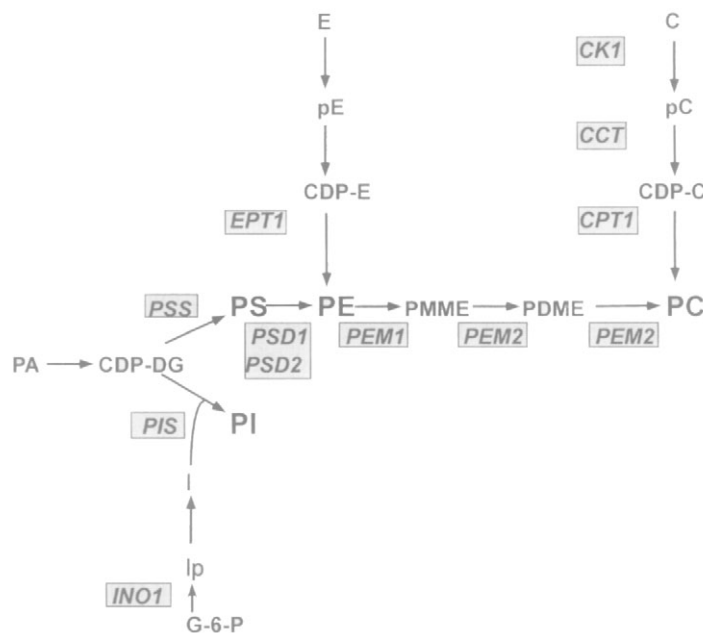 E C
CK1
pE pC
CCT
CDP-E CDP-C
EPT1 CPT1
PSS PS PE PMME PDME PC
PSD1 PEM1 PEM2 PEM2
PA CDP-DG PSD2
PIS PI
I
Ip
INO1
G-6-P